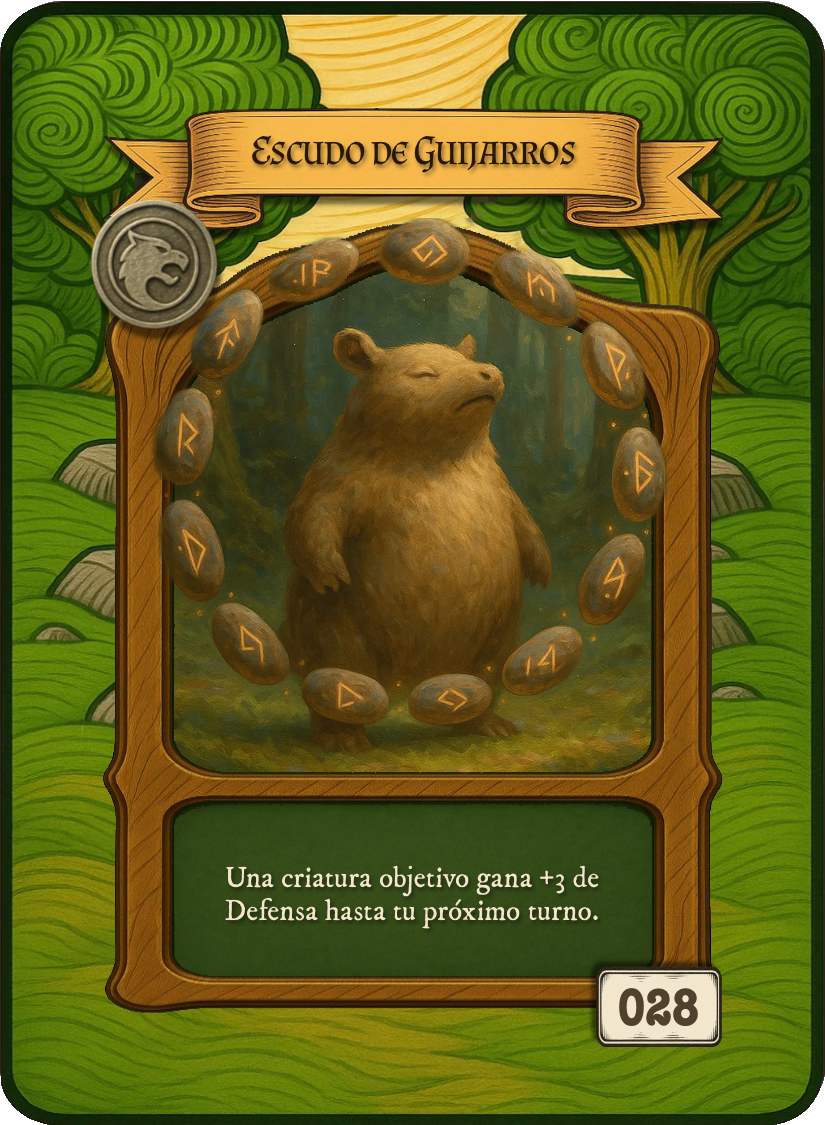 Escudo de Guijarros
Una criatura objetivo gana +3 de
Defensa hasta tu próximo turno.
028